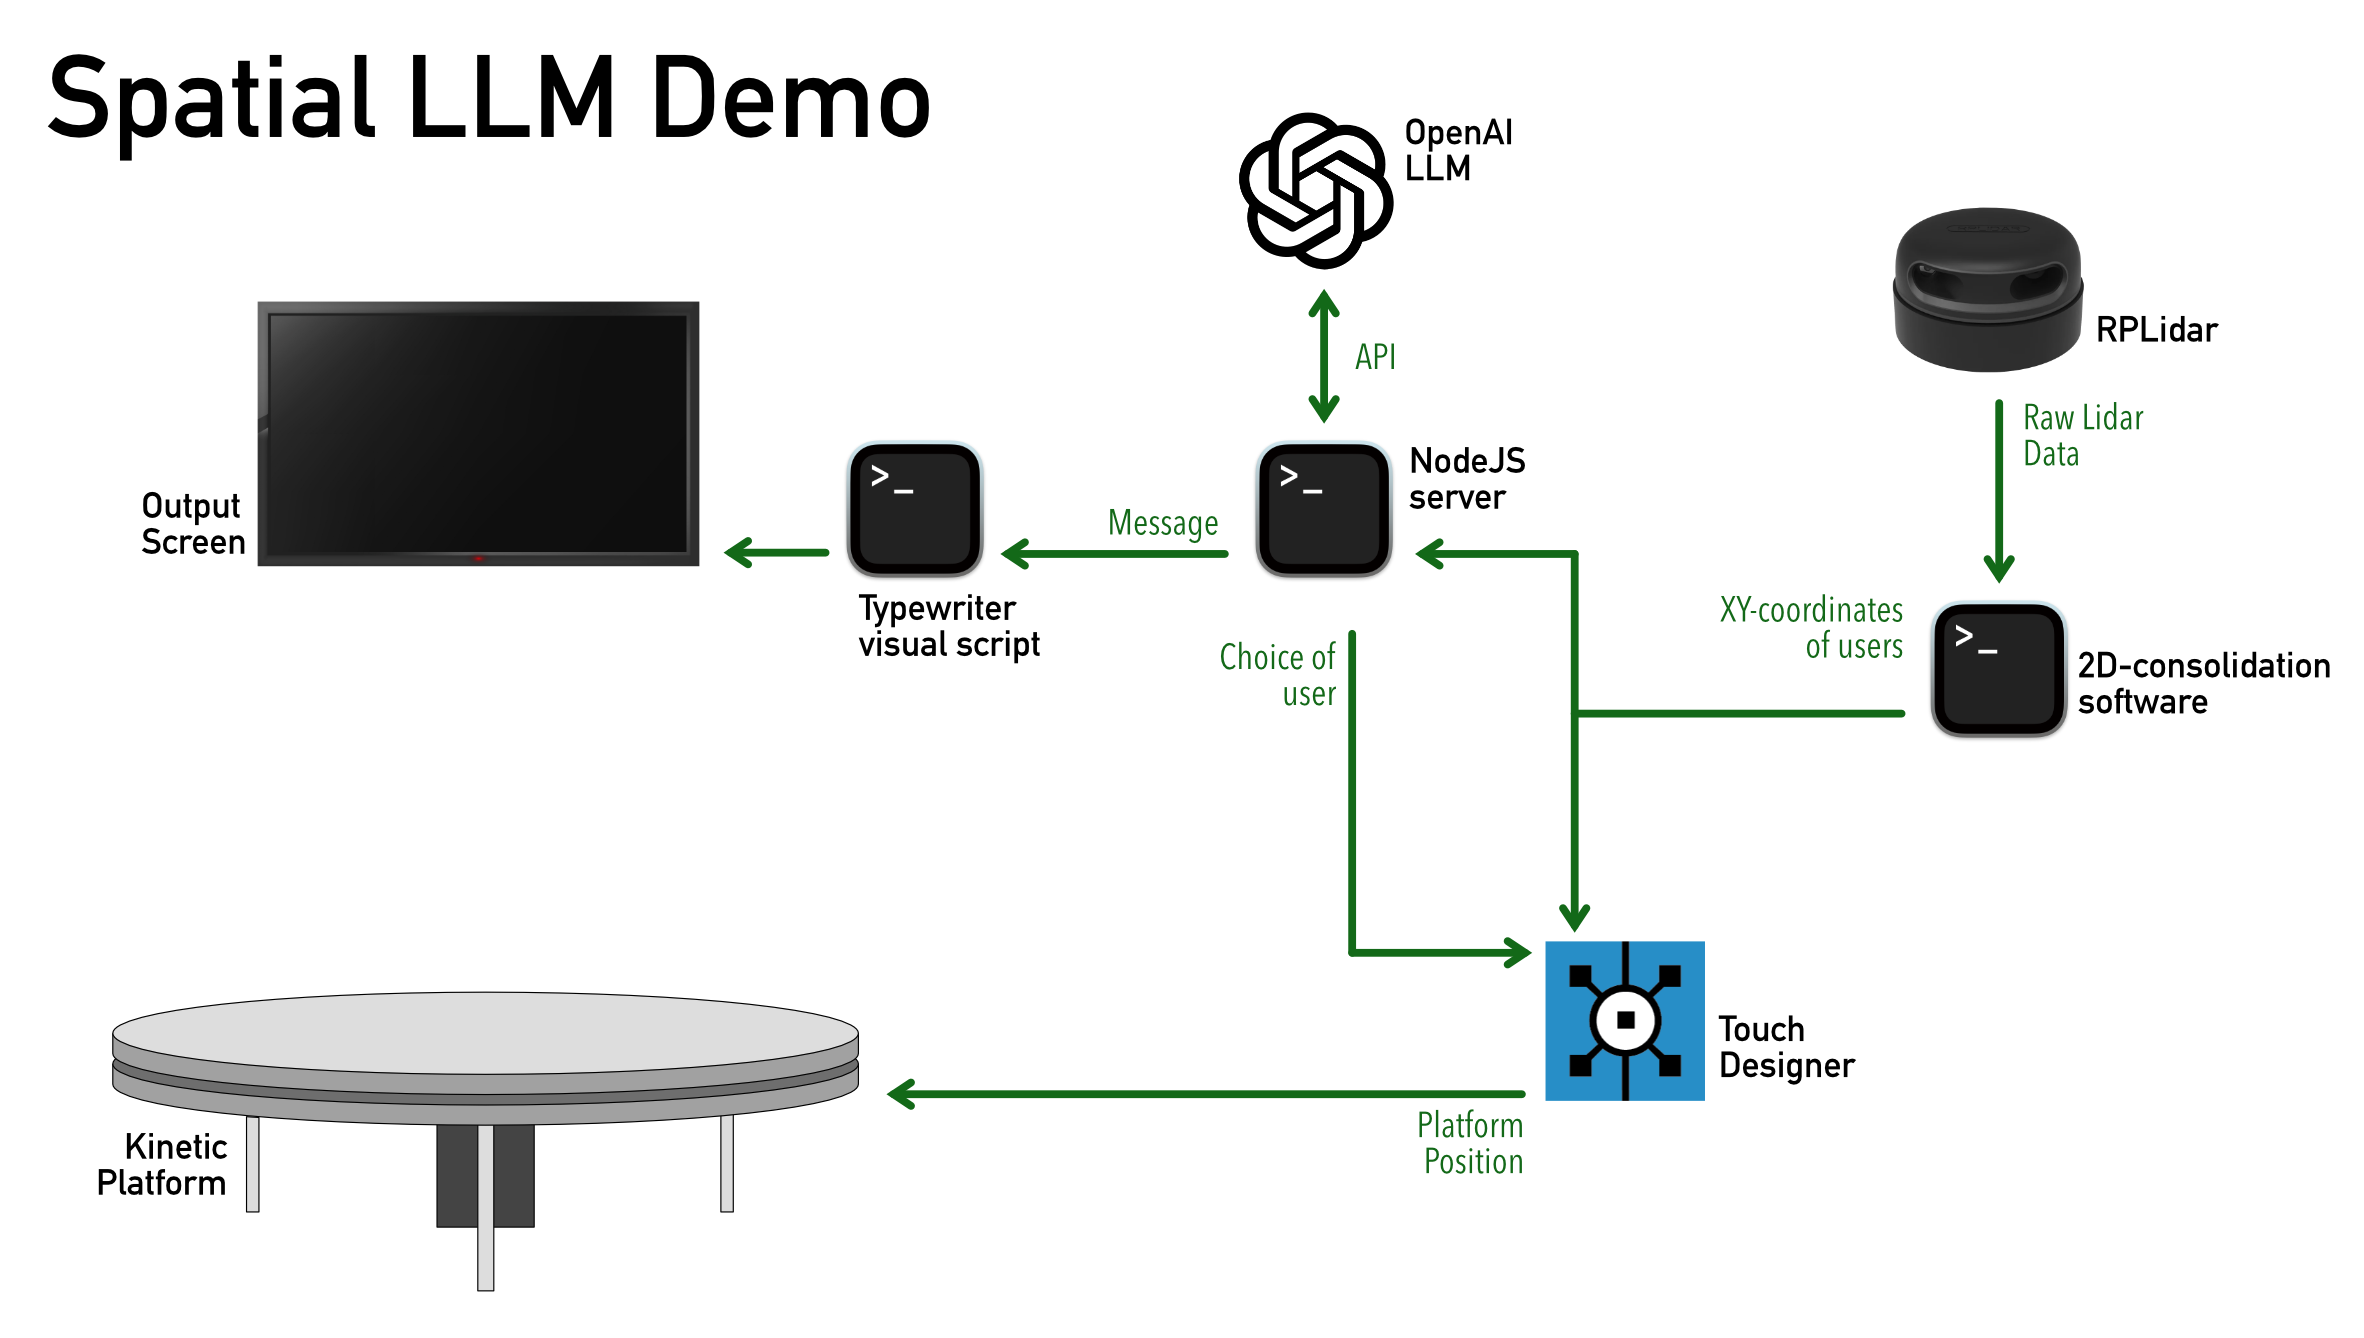 Spatial LLM Demo
OpenAI
LLM
API
RPLidar
Raw Lidar
Data
Output
Screen
>_
Typewriter
visual script
Message
>_
NodeJS
server
Choice of
user
XY-coordinates
of users
>_
2D-consolidation
software
Touch
Designer
Platform
Position
Kinetic
Platform